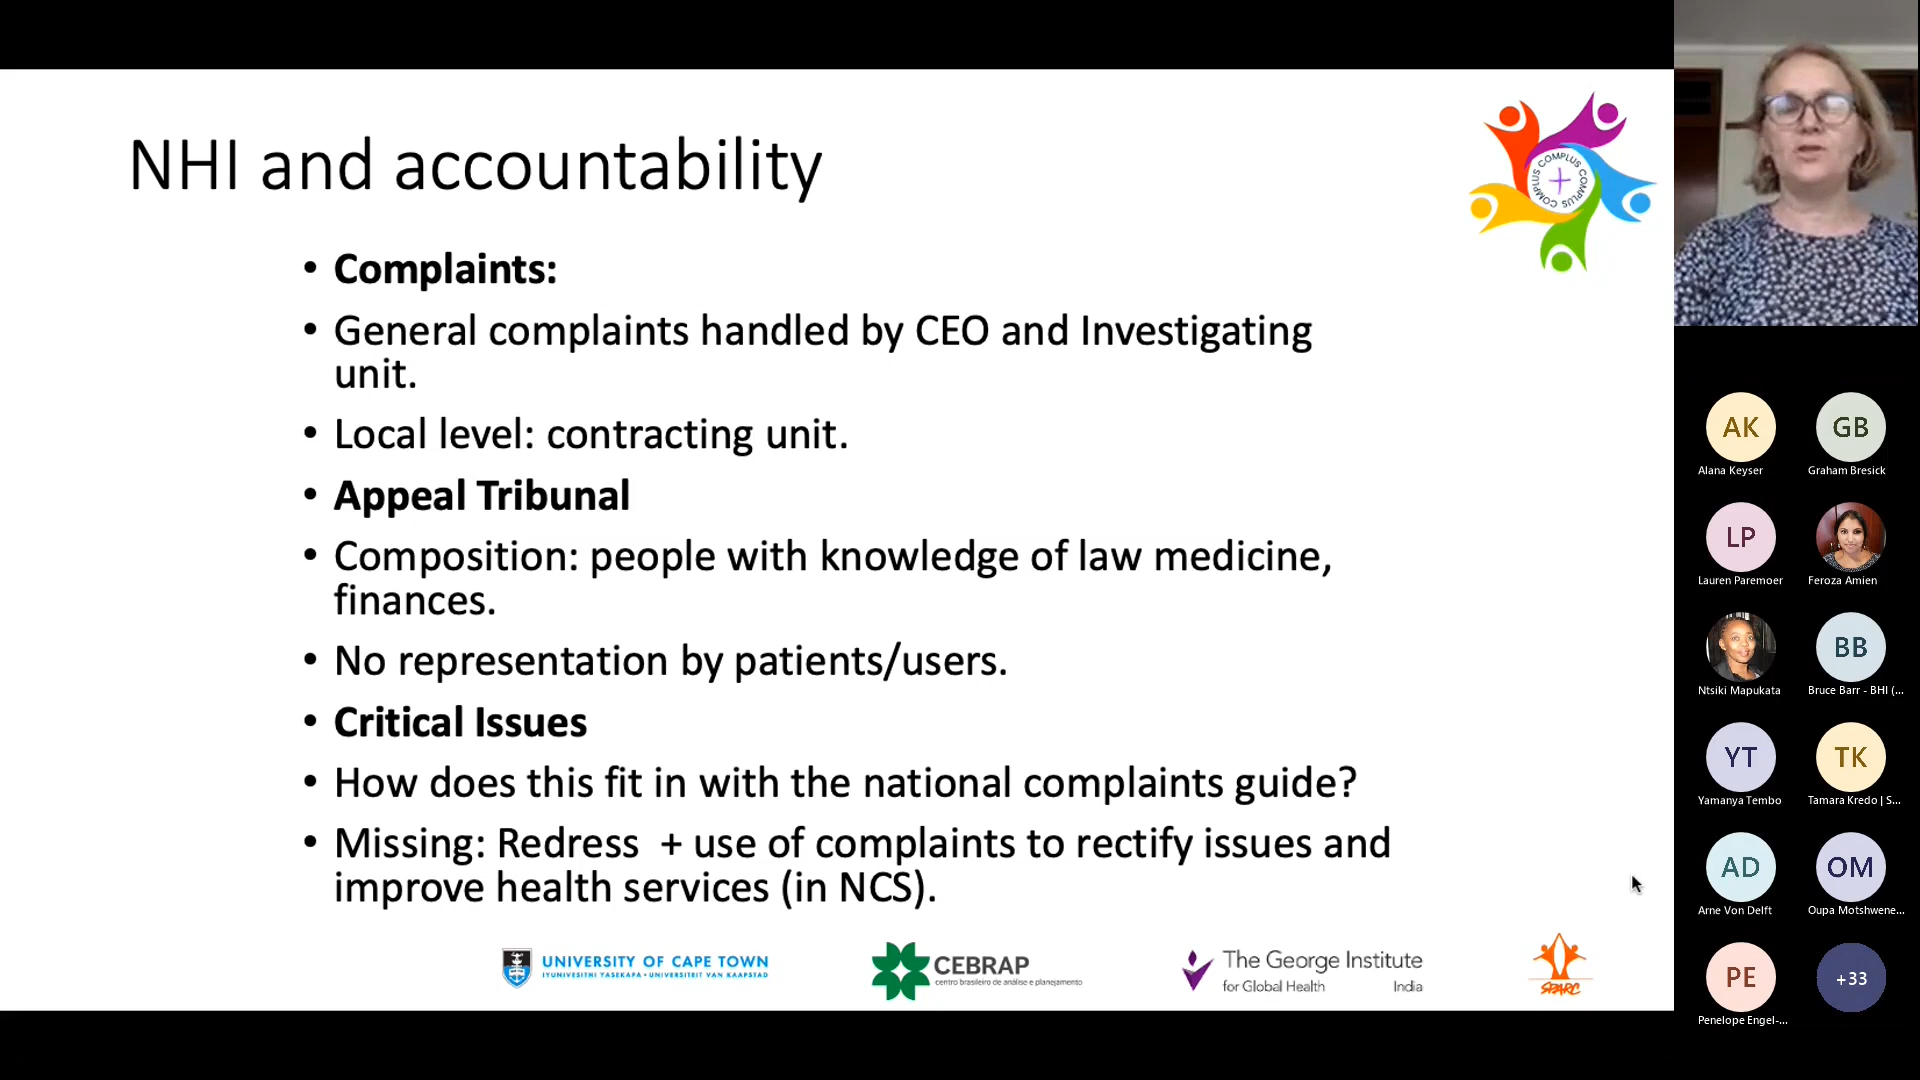 NHI and accountability
COMPLUS COMPLUS COMPLUS
• Complaints:
• General complaints handled by CEO and Investigating
unit.
• Local level: contracting unit.
• Appeal Tribunal
• Composition: people with knowledge of law medicine,
finances.
• No representation by patients/users.
• Critical Issues
• How does this fit in with the national complaints guide?
• Missing: Redress + use of complaints to rectify issues and
improve health services (in NCS).
UNIVERSITY OF CAPE TOWN
IYUNIVESITHI YASEKAPA • UNIVERSITEIT VAN KAAPSTAD
CEBRAP
centro brasileiro de análise e planejamento
The George Institute
for Global Health India
SPARC
AK GB
Alana Keyser Graham Bresick
LP
Lauren Paremoer Feroza Amien
BB
Ntsiki Mapukata Bruce Barr - BHI (...
YT TK
Yamanya Tembo Tamara Kredo | S...
AD OM
Arne Von Delft Oupa Motshwene...
PE +33
Penelope Engel-...